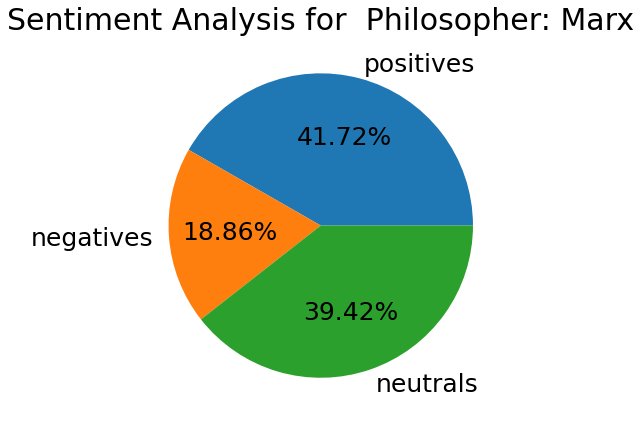 Sentiment Analysis for  Philosopher: Marx
positives
41.72%
negatives
18.86%
39.42%
neutrals